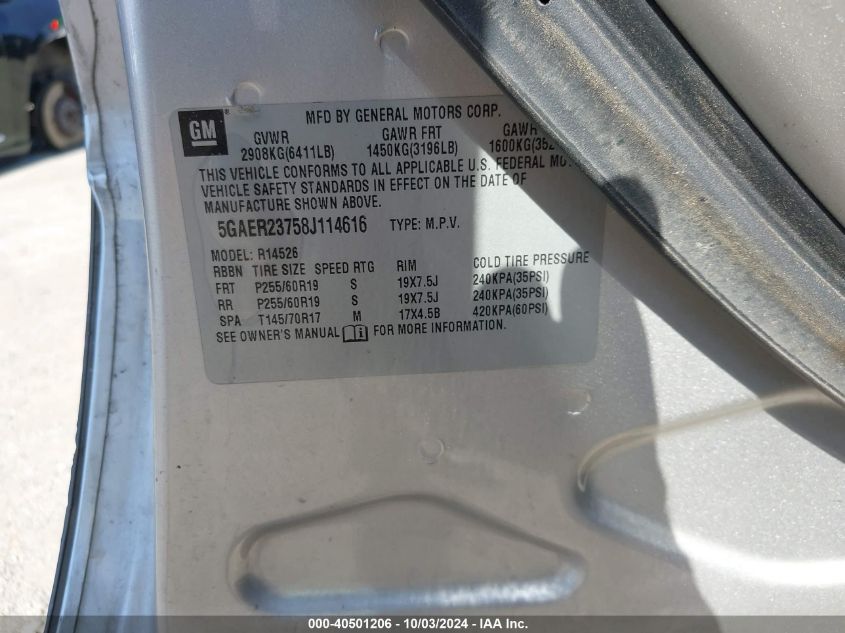 GM
MFD BY GENERAL MOTORS CORP.
GVWR GAWR FRT GAWR
2908KG(6411LB) 1450KG(3196LB) 1600KG(352
THIS VEHICLE CONFORMS TO ALL APPLICABLE U.S. FEDERAL MO
VEHICLE SAFETY STANDARDS IN EFFECT ON THE DATE OF
MANUFACTURE SHOWN ABOVE.
5GAER23758J114616 TYPE: M.P.V.
MODEL: R14526
RBBN TIRE SIZE SPEED RTG RIM COLD TIRE PRESSURE
FRT P255/60R19 S 19X7.5J 240KPA(35PSI)
RR P255/60R19 S 19X7.5J 240KPA(35PSI)
SPA T145/70R17 M 17X4.5B 420KPA(60PSI)
SEE OWNER'S MANUAL FOR MORE INFORMATION.
000-40501206 - 10/03/2024 - IAA Inc.